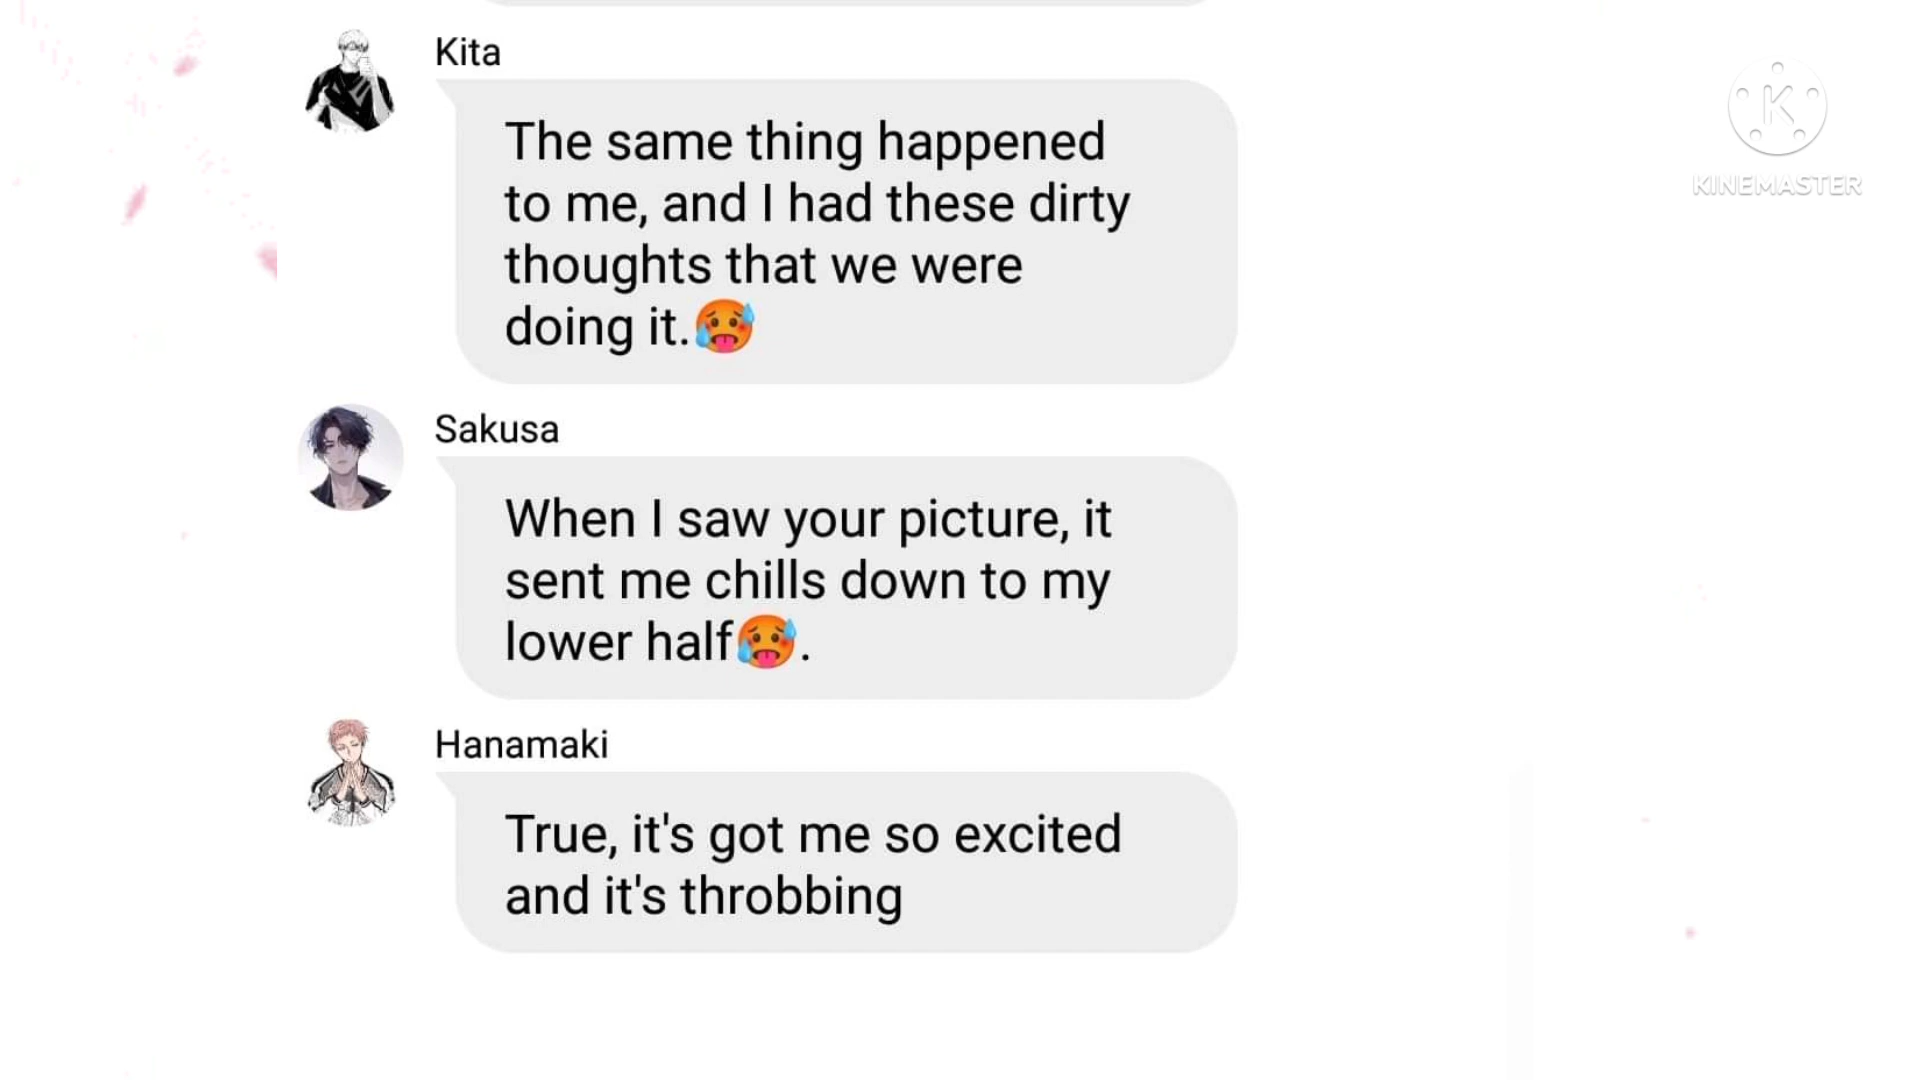 Kita
The same thing happened
to me, and I had these dirty
thoughts that we were
doing it.🥵
Sakusa
When I saw your picture, it
sent me chills down to my
lower half🥵.
Hanamaki
True, it's got me so excited
and it's throbbing
K
KINEMASTER